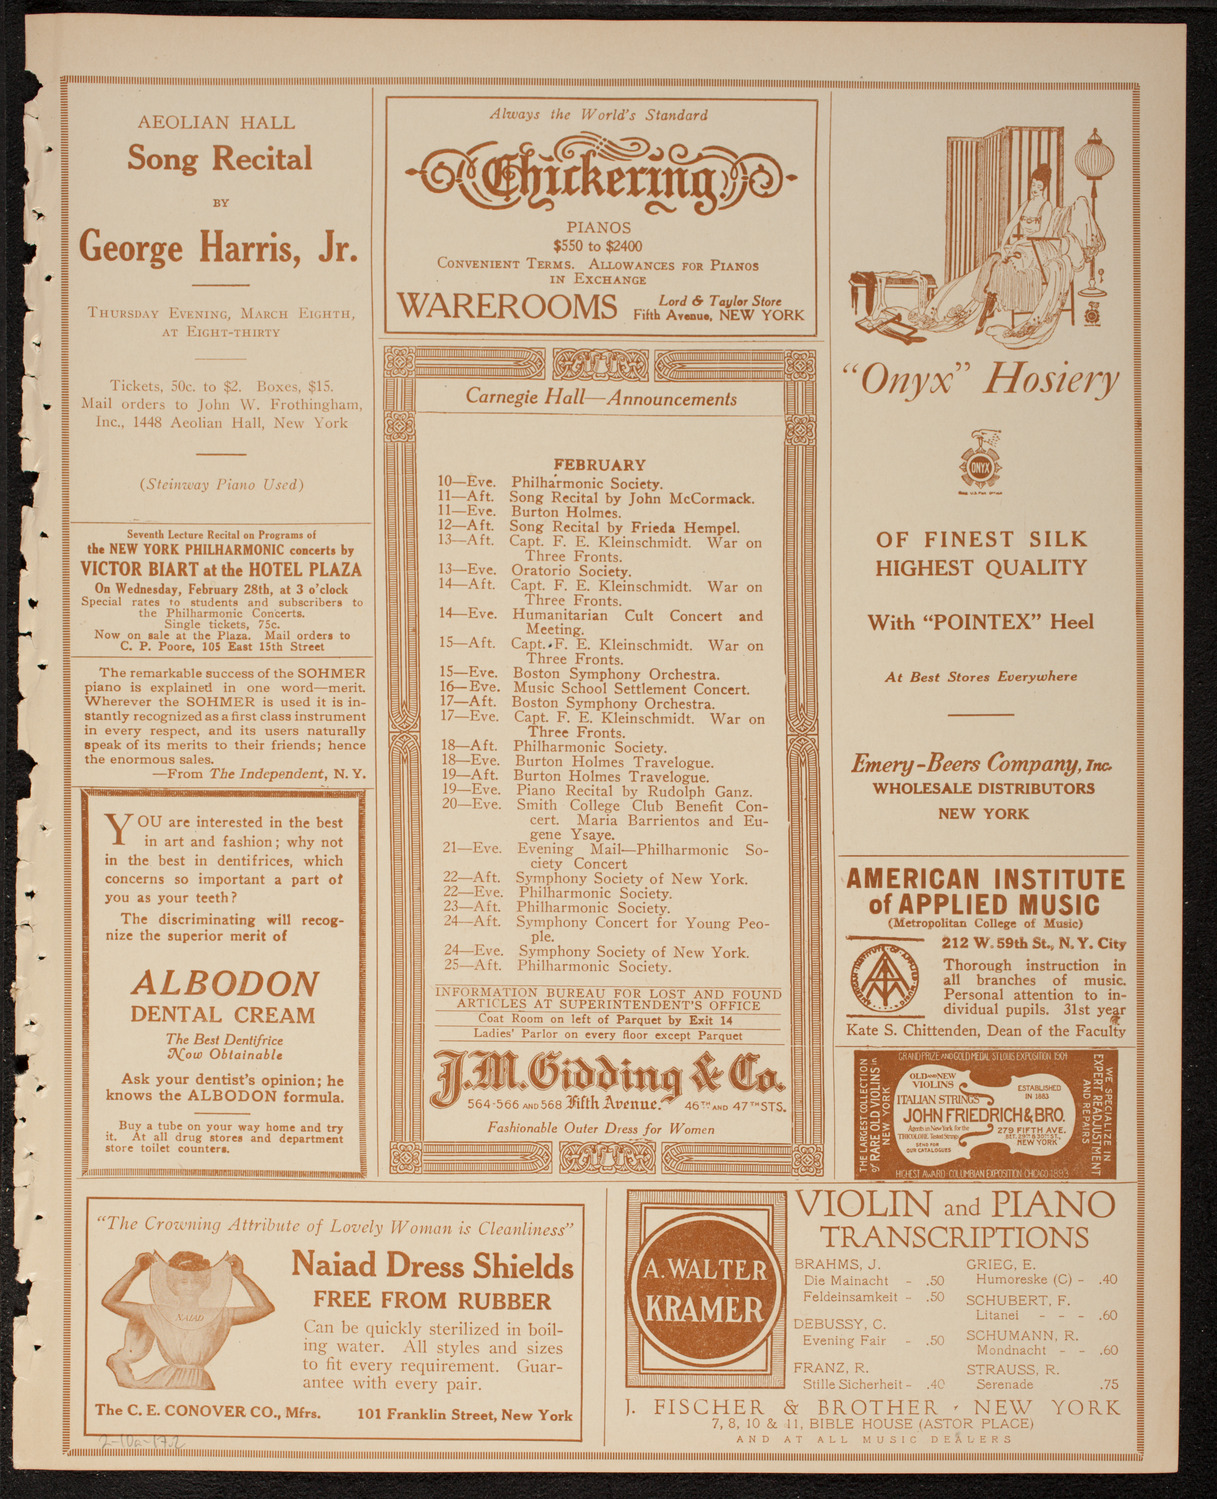 AEOLIAN HALL
Song Recital
BY
George Harris, Jr.
THURSDAY EVENING, MARCH EIGHTH,
AT EIGHT-THIRTY
Tickets, 50c. to $2. Boxes, $15.
Mail orders to John W. Frothingham,
Inc., 1448 Aeolian Hall, New York
(Steinway Piano Used)
Seventh Lecture Recital on Programs of
the NEW YORK PHILHARMONIC concerts by
VICTOR BIART at the HOTEL PLAZA
On Wednesday, February 28th, at 3 o'clock
Special rates to students and subscribers to
the Philharmonic Concerts.
Single tickets, 75c.
Now on sale at the Plaza. Mail orders to
C. P. Poore, 105 East 15th Street
The remarkable success of the SOHMER
piano is explained in one word—merit.
Wherever the SOHMER is used it is in-
stantly recognized as a first class instrument
in every respect, and its users naturally
speak of its merits to their friends; hence
the enormous sales.
—From The Independent, N. Y.
YOU are interested in the best
in art and fashion; why not
in the best in dentifrices, which
concerns so important a part of
you as your teeth?
The discriminating will recog-
nize the superior merit of
ALBODON
DENTAL CREAM
The Best Dentifrice
Now Obtainable
Ask your dentist's opinion; he
knows the ALBODON formula.
Buy a tube on your way home and try
it. At all drug stores and department
store toilet counters.
Always the World's Standard
Chickering
PIANOS
$550 to $2400
CONVENIENT TERMS. ALLOWANCES FOR PIANOS
IN EXCHANGE
WAREROOMS
Lord & Taylor Store
Fifth Avenue, NEW YORK
Carnegie Hall—Announcements
FEBRUARY
10—Eve. Philharmonic Society.
11—Aft. Song Recital by John McCormack.
11—Eve. Burton Holmes.
12—Aft. Song Recital by Frieda Hempel.
13—Aft. Capt. F. E. Kleinschmidt. War on
Three Fronts.
13—Eve. Oratorio Society.
14—Aft. Capt. F. E. Kleinschmidt. War on
Three Fronts.
14—Eve. Humanitarian Cult Concert and
Meeting.
15—Aft. Capt. F. E. Kleinschmidt. War on
Three Fronts.
15—Eve. Boston Symphony Orchestra.
16—Eve. Music School Settlement Concert.
17—Aft. Boston Symphony Orchestra.
17—Eve. Capt. F. E. Kleinschmidt. War on
Three Fronts.
18—Aft. Philharmonic Society.
18—Eve. Burton Holmes Travelogue.
19—Aft. Burton Holmes Travelogue.
19—Eve. Piano Recital by Rudolph Ganz.
20—Eve. Smith College Club Benefit Con-
cert. Maria Barrientos and Eu-
gene Ysaye.
21—Eve. Evening Mail—Philharmonic So-
ciety Concert
22—Aft. Symphony Society of New York.
22—Eve. Philharmonic Society.
23—Aft. Philharmonic Society.
24—Aft. Symphony Concert for Young Peo-
ple.
24—Eve. Symphony Society of New York.
25—Aft. Philharmonic Society.
INFORMATION BUREAU FOR LOST AND FOUND
ARTICLES AT SUPERINTENDENT'S OFFICE
Coat Room on left of Parquet by Exit 14
Ladies' Parlor on every floor except Parquet
J. M. Gidding & Co.
564-566 AND 568 Fifth Avenue. 46TH AND 47TH STS.
Fashionable Outer Dress for Women
"Onyx" Hosiery
ONYX
OF FINEST SILK
HIGHEST QUALITY
With "POINTEX" Heel
At Best Stores Everywhere
Emery-Beers Company, Inc.
WHOLESALE DISTRIBUTORS
NEW YORK
AMERICAN INSTITUTE
of APPLIED MUSIC
(Metropolitan College of Music)
212 W. 59th St., N. Y. City
Thorough instruction in
all branches of music.
Personal attention to in-
dividual pupils. 31st year
Kate S. Chittenden, Dean of the Faculty
GRAND PRIZE AND GOLD MEDAL ST LOUIS EXPOSITION 1904
THE LARGEST COLLECTION
of RARE OLD VIOLINS in
NEW YORK
OLD AND NEW
VIOLINS
ITALIAN STRINGS
ESTABLISHED
IN 1883
JOHN FRIEDRICH & BRO.
Agents in New York for the
TRICOLORE Tested Strings
SEND FOR
OUR CATALOGUES
279 FIFTH AVE.
BET. 29TH & 30TH ST.,
NEW YORK
WE SPECIALIZE IN
EXPERT READJUSTMENT
AND REPAIRS
HIGHEST AWARD-COLUMBIAN EXPOSITION CHICAGO-1893
"The Crowning Attribute of Lovely Woman is Cleanliness"
NAIAD
Naiad Dress Shields
FREE FROM RUBBER
Can be quickly sterilized in boil-
ing water. All styles and sizes
to fit every requirement. Guar-
antee with every pair.
The C. E. CONOVER CO., Mfrs. 101 Franklin Street, New York
A. WALTER
KRAMER
VIOLIN and PIANO
TRANSCRIPTIONS
BRAHMS, J.
Die Mainacht - .50
Feldeinsamkeit - .50
DEBUSSY, C.
Evening Fair - .50
FRANZ, R.
Stille Sicherheit - .40
GRIEG, E.
Humoreske (C) - .40
SCHUBERT, F.
Litanei - - - .60
SCHUMANN, R.
Mondnacht - - .60
STRAUSS, R.
Serenade .75
J. FISCHER & BROTHER, NEW YORK
7, 8, 10 & 11, BIBLE HOUSE (ASTOR PLACE)
AND AT ALL MUSIC DEALERS